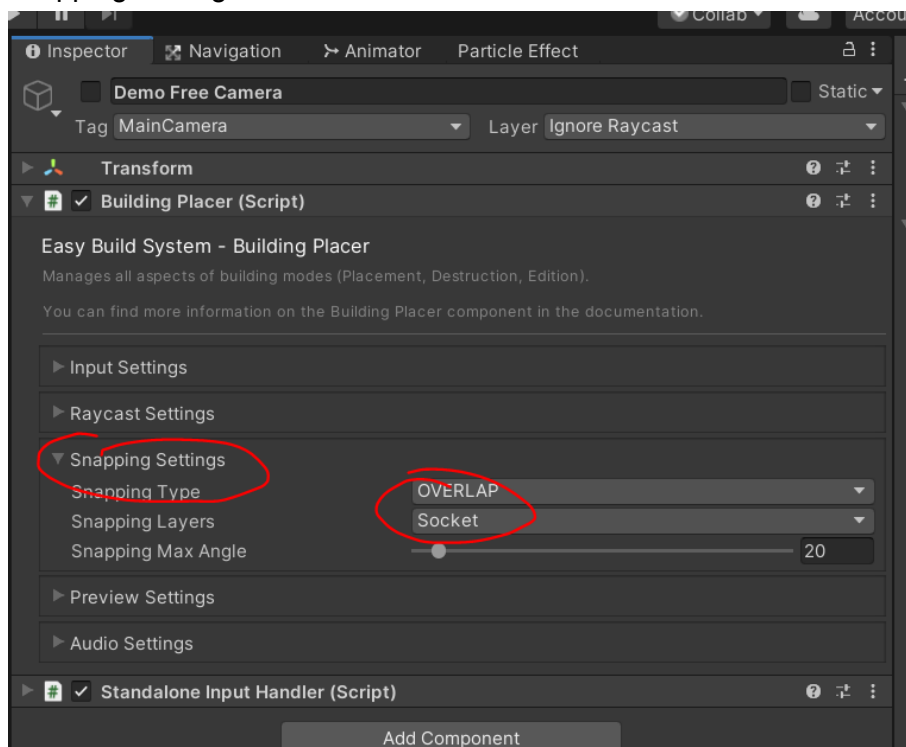 Collab
Inspector Navigation Animator Particle Effect
Demo Free Camera Static
Tag MainCamera Layer Ignore Raycast
Transform
Building Placer (Script)
Easy Build System - Building Placer
Manages all aspects of building modes (Placement, Destruction, Edition).
You can find more information on the Building Placer component in the documentation.
Input Settings
Raycast Settings
Snapping Settings
Snapping Type OVERLAP
Snapping Layers Socket
Snapping Max Angle 20
Preview Settings
Audio Settings
Standalone Input Handler (Script)
Add Component